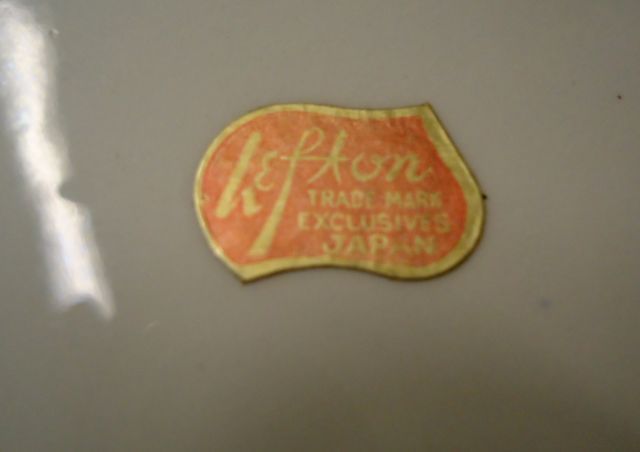 Lefton
TRADE MARK
EXCLUSIVES
JAPAN